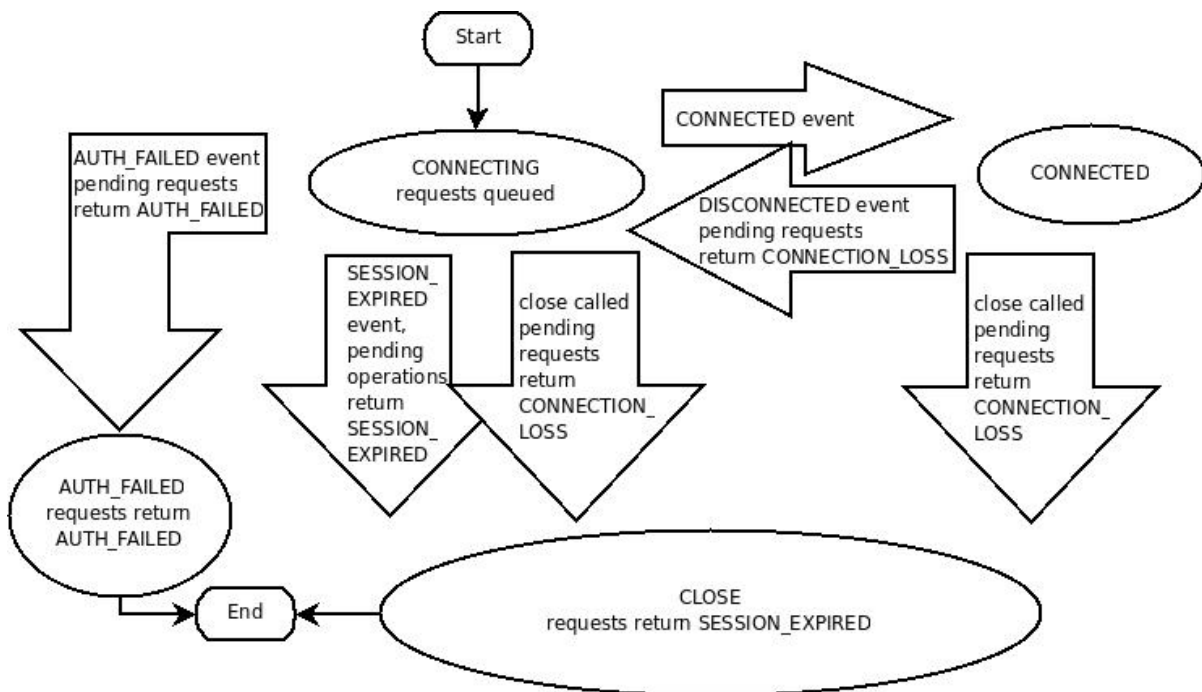 Start
CONNECTED event
AUTH_FAILED event
pending requests
return AUTH_FAILED
CONNECTING
requests queued
CONNECTED
DISCONNECTED event
pending requests
return CONNECTION_LOSS
SESSION_
EXPIRED
event,
pending
operations
return
SESSION_
EXPIRED
close called
pending
requests
return
CONNECTION_
LOSS
close called
pending
requests
return
CONNECTION_
LOSS
AUTH_FAILED
requests return
AUTH_FAILED
End
CLOSE
requests return SESSION_EXPIRED